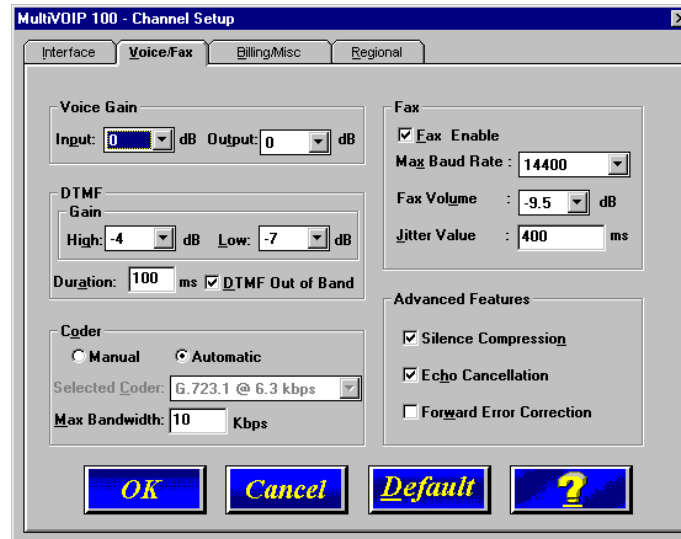 MultiVOIP 100 - Channel Setup
Interface Voice/Fax Billing/Misc Regional
Voice Gain
Input: 0 dB Output: 0 dB
DTMF
Gain
High: -4 dB Low: -7 dB
Duration: 100 ms DTMF Out of Band
Coder
Manual Automatic
Selected Coder: G.723.1 @ 6.3 kbps
Max Bandwidth: 10 Kbps
Fax
Fax Enable
Max Baud Rate : 14400
Fax Volume : -9.5 dB
Jitter Value : 400 ms
Advanced Features
Silence Compression
Echo Cancellation
Forward Error Correction
OK Cancel Default ?